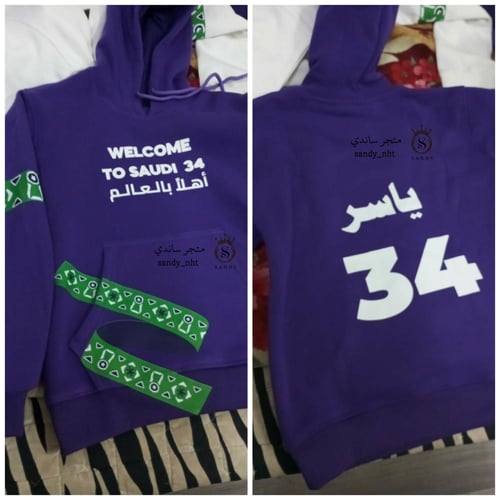 WELCOME
TO SAUDI 34
أهلاً بالعالم
متجر ساندي
sandy_nht
S
SANDY
متجر ساندي
sandy_nht
S
SANDY
ياسر
34